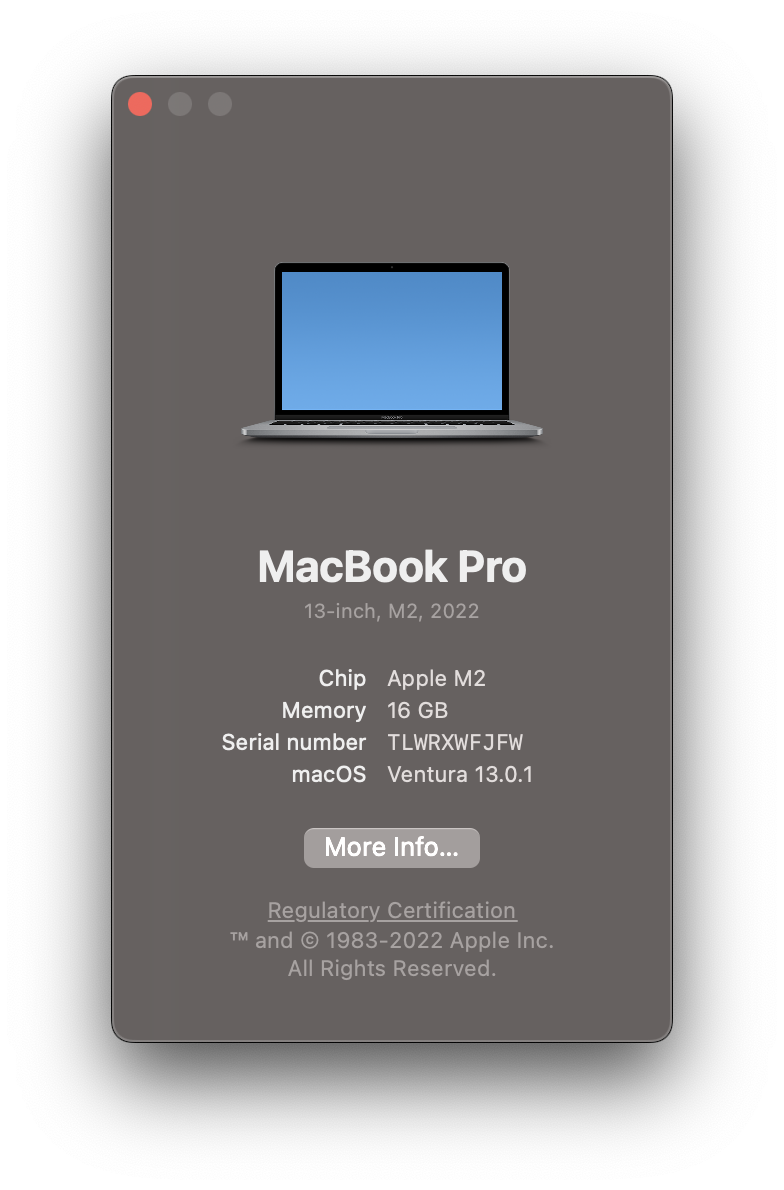 MacBook Pro
13-inch, M2, 2022
Chip Apple M2
Memory 16 GB
Serial number TLWRXWFJFW
macOS Ventura 13.0.1
More Info...
Regulatory Certification
™ and © 1983-2022 Apple Inc.
All Rights Reserved.